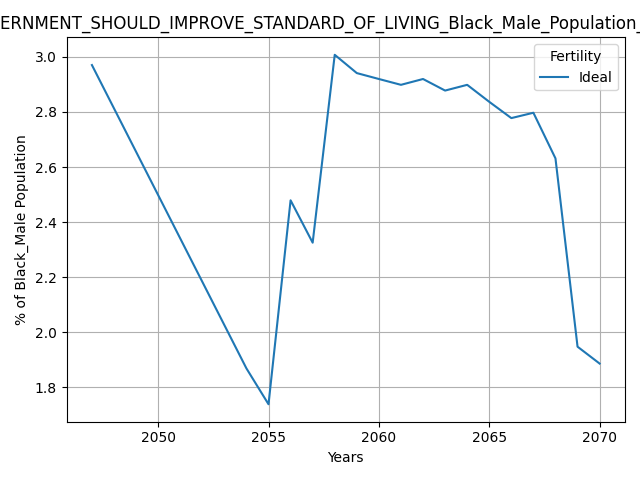 ERNMENT_SHOULD_IMPROVE_STANDARD_OF_LIVING_Black_Male_Population_
Fertility
Ideal
% of Black_Male Population
3.0
2.8
2.6
2.4
2.2
2.0
1.8
2050 2055 2060 2065 2070
Years